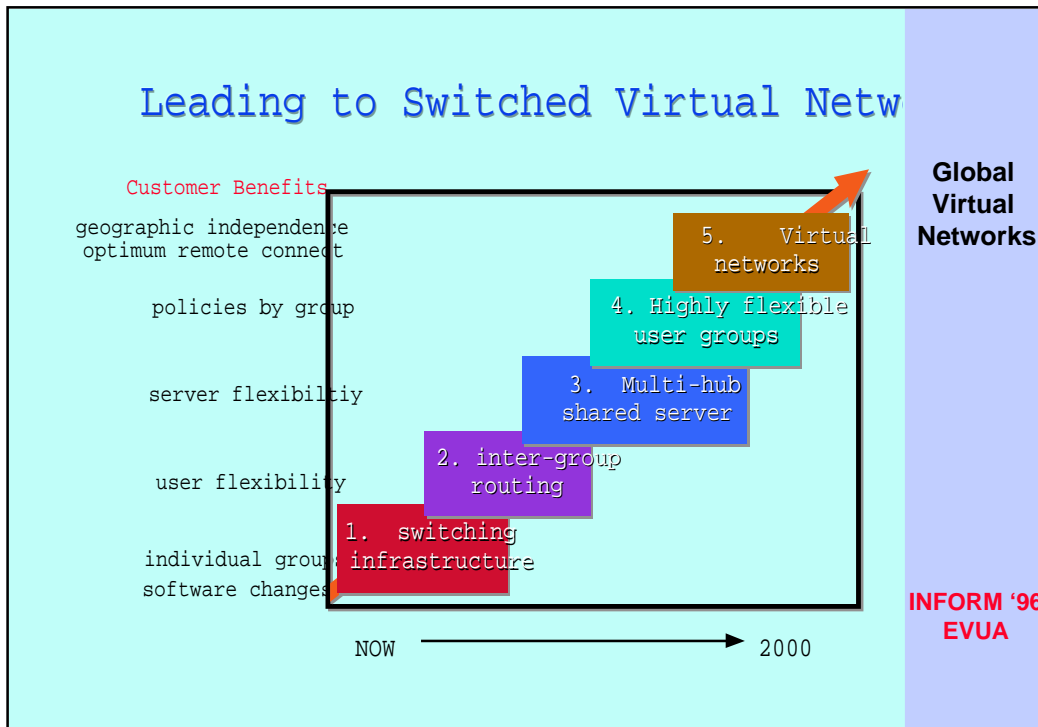 Leading to Switched Virtual Netw
Customer Benefits
geographic independence
optimum remote connect
policies by group
server flexibiltiy
user flexibility
individual groups
software changes
5. Virtual
networks
4. Highly flexible
user groups
3. Multi-hub
shared server
2. inter-group
routing
1. switching
infrastructure
NOW
2000
Global
Virtual
Networks
INFORM ‘96
EVUA